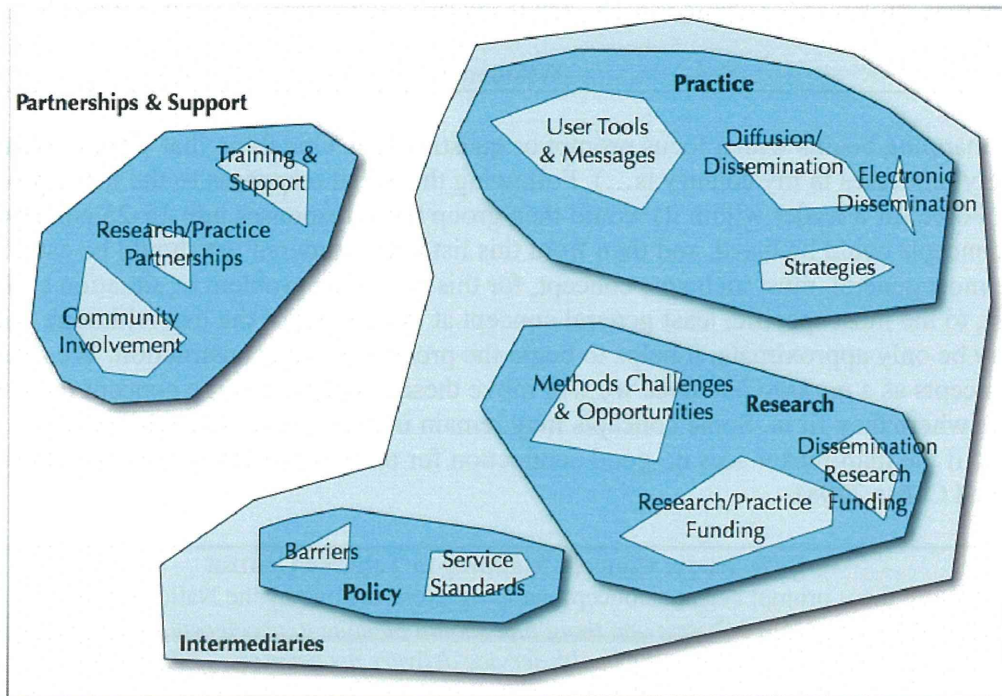 Partnerships & Support
Training &
Support
Research/Practice
Partnerships
Community
Involvement
Practice
User Tools
& Messages
Diffusion/
Dissemination
Electronic
Dissemination
Strategies
Methods Challenges
& Opportunities
Research
Dissemination
Research
Funding
Research/Practice
Funding
Barriers
Service
Standards
Policy
Intermediaries